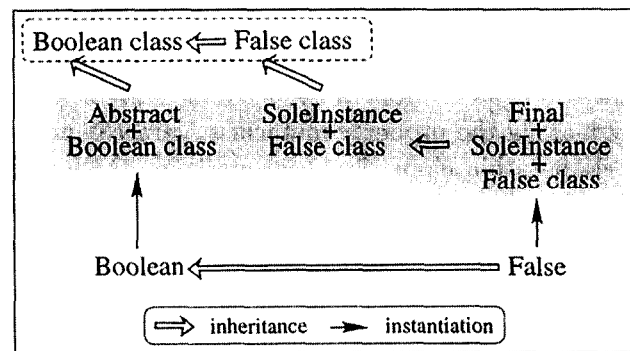 Boolean class False class
Abstract SoleInstance Final
+ + +
Boolean class False class SoleInstance
+
False class
Boolean False
inheritance instantiation